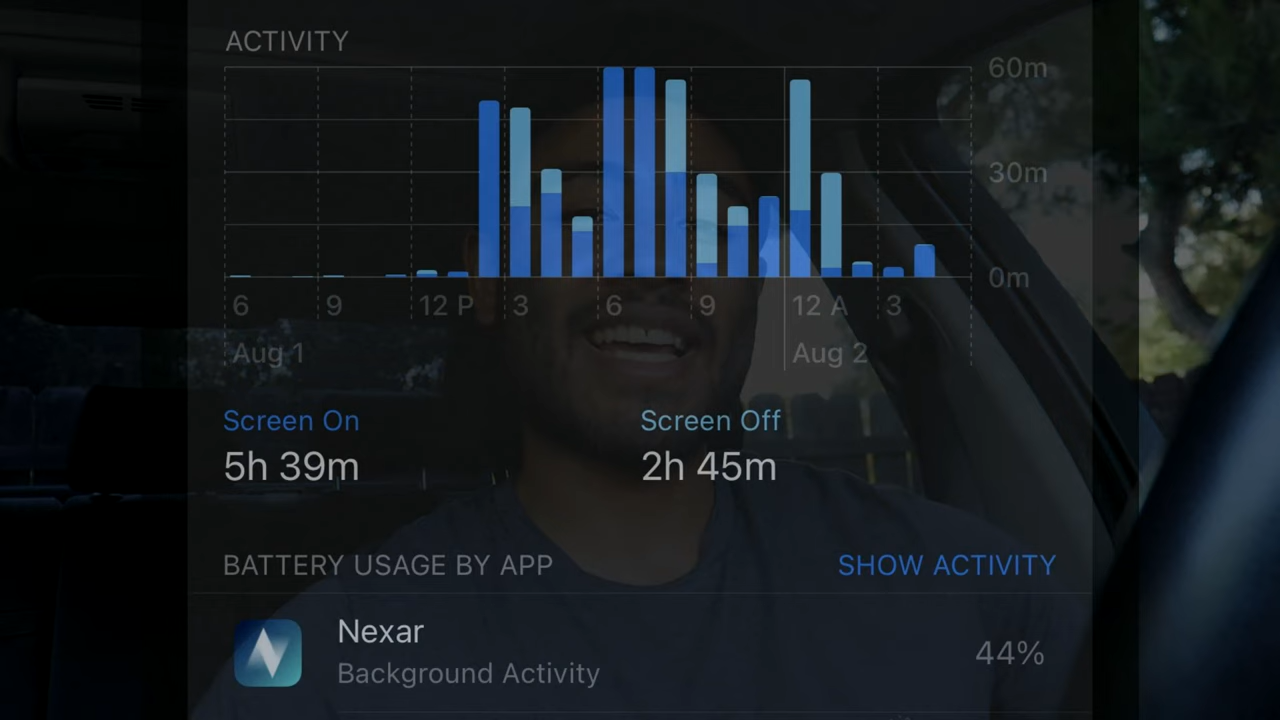 ACTIVITY
60m
30m
0m
6 9 12 P 3 6 9 12 A 3
Aug 1 Aug 2
Screen On Screen Off
5h 39m 2h 45m
BATTERY USAGE BY APP SHOW ACTIVITY
Nexar
Background Activity
44%